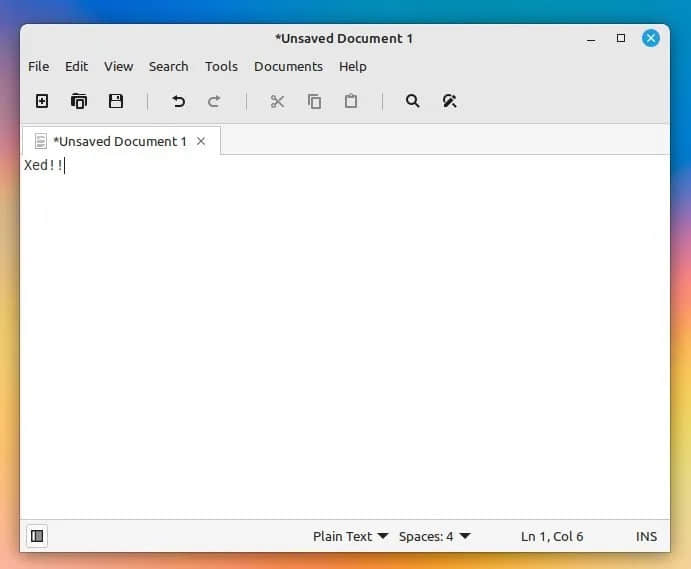 *Unsaved Document 1
File Edit View Search Tools Documents Help
*Unsaved Document 1
Xed!!
Plain Text Spaces: 4 Ln 1, Col 6 INS